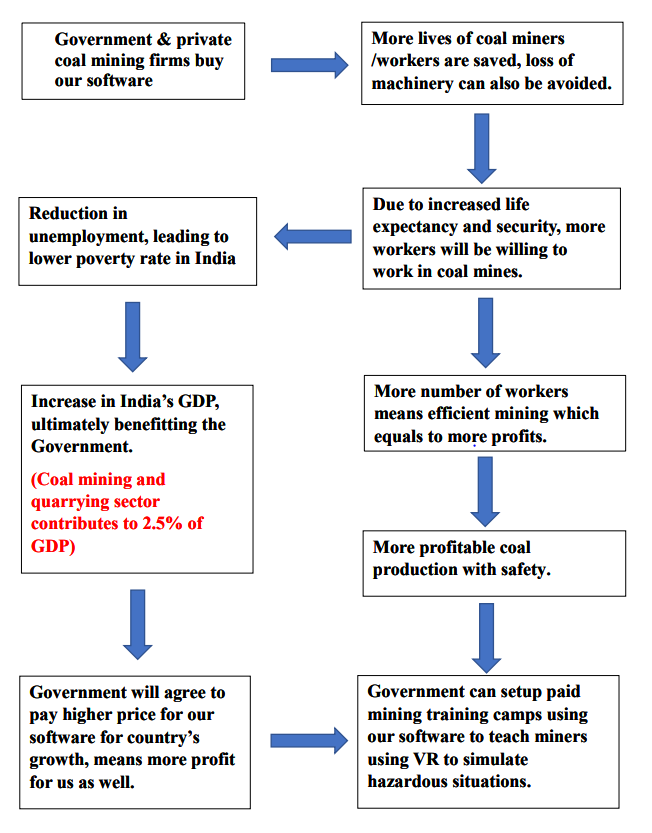 Government & private
coal mining firms buy
our software
More lives of coal miners
/workers are saved, loss of
machinery can also be avoided.
Due to increased life
expectancy and security, more
workers will be willing to
work in coal mines.
Reduction in
unemployment, leading to
lower poverty rate in India
Increase in India's GDP,
ultimately benefitting the
Government.
(Coal mining and
quarrying sector
contributes to 2.5% of
GDP)
More number of workers
means efficient mining which
equals to more profits.
More profitable coal
production with safety.
Government will agree to
pay higher price for our
software for country's
growth, means more profit
for us as well.
Government can setup paid
mining training camps using
our software to teach miners
using VR to simulate
hazardous situations.